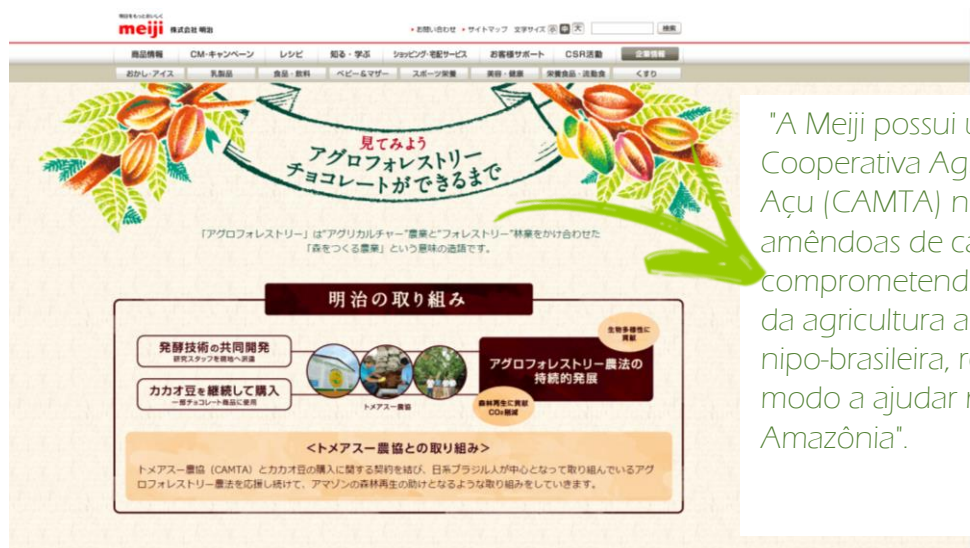 明日をもっとおいしく
meiji 株式会社 明治
・お問い合わせ ・サイトマップ 文字サイズ 小 中 大 検索
商品情報 CM・キャンペーン レシピ 知る・学ぶ ショッピング・宅配サービス お客様サポート CSR活動 企業情報
おかし・アイス 乳製品 食品・飲料 ベビー&マザー スポーツ栄養 美容・健康 栄養食品・流動食 くすり
見てみよう
アグロフォレストリー
チョコレートができるまで
「アグロフォレストリー」は“アグリカルチャー”農業と“フォレストリー”林業をかけ合わせた
「森をつくる農業」という意味の造語です。
明治の取り組み
発酵技術の共同開発
研究スタッフを現地へ派遣
カカオ豆を継続して購入
一部チョコレート商品に使用
トメアスー農協
生物多様性に
貢献
アグロフォレストリー農法の
持続的発展
森林再生に貢献
CO₂削減
<トメアスー農協との取り組み>
トメアスー農協（CAMTA）とカカオ豆の購入に関する契約を結び、日系ブラジル人が中心となって取り組んでいるアグ
ロフォレストリー農法を応援し続けて、アマゾンの森林再生の助けとなるような取り組みをしていきます。
"A Meiji possui
Cooperativa Ag
Açu (CAMTA) n
amêndoas de ca
comprometend
da agricultura a
nipo-brasileira, r
modo a ajudar
Amazônia".